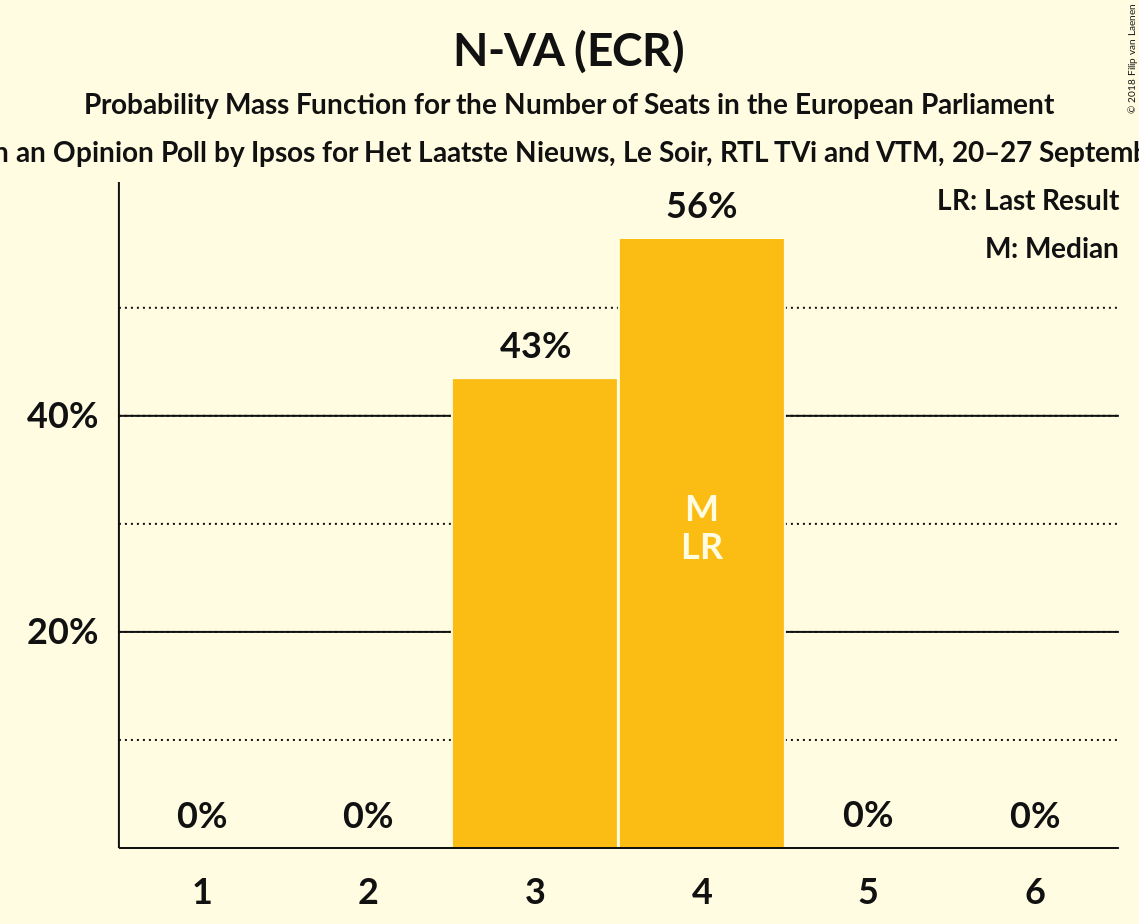 N-VA (ECR)
Probability Mass Function for the Number of Seats in the European Parliament
an Opinion Poll by Ipsos for Het Laatste Nieuws, Le Soir, RTL TVi and VTM, 20–27
© 2018 Filip van Laenen
LR: Last Result
M: Median
56%
43%
40%
M
LR
20%
0% 0% 0% 0%
1 2 3 4 5 6